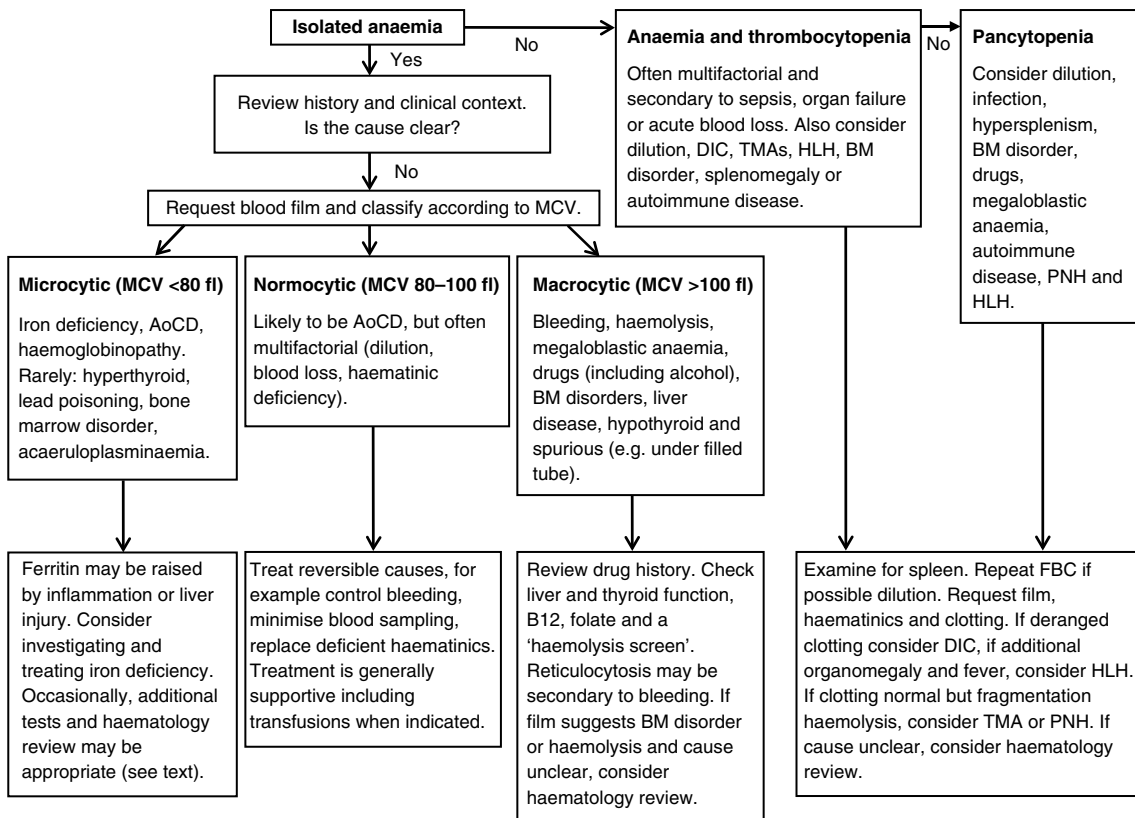 Isolated anaemia
No
Yes
Review history and clinical context.
Is the cause clear?
No
Request blood film and classify according to MCV.
Anaemia and thrombocytopenia
Often multifactorial and
secondary to sepsis, organ failure
or acute blood loss. Also consider
dilution, DIC, TMAs, HLH, BM
disorder, splenomegaly or
autoimmune disease.
No
Pancytopenia
Consider dilution,
infection,
hypersplenism,
BM disorder,
drugs,
megaloblastic
anaemia,
autoimmune
disease, PNH and
HLH.
Microcytic (MCV <80 fl)
Iron deficiency, AoCD,
haemoglobinopathy.
Rarely: hyperthyroid,
lead poisoning, bone
marrow disorder,
acaeruloplasminaemia.
Normocytic (MCV 80–100 fl)
Likely to be AoCD, but often
multifactorial (dilution,
blood loss, haematinic
deficiency).
Macrocytic (MCV >100 fl)
Bleeding, haemolysis,
megaloblastic anaemia,
drugs (including alcohol),
BM disorders, liver
disease, hypothyroid and
spurious (e.g. under filled
tube).
Ferritin may be raised
by inflammation or liver
injury. Consider
investigating and
treating iron deficiency.
Occasionally, additional
tests and haematology
review may be
appropriate (see text).
Treat reversible causes, for
example control bleeding,
minimise blood sampling,
replace deficient haematinics.
Treatment is generally
supportive including
transfusions when indicated.
Review drug history. Check
liver and thyroid function,
B12, folate and a
‘haemolysis screen’.
Reticulocytosis may be
secondary to bleeding. If
film suggests BM disorder
or haemolysis and cause
unclear, consider
haematology review.
Examine for spleen. Repeat FBC if
possible dilution. Request film,
haematinics and clotting. If deranged
clotting consider DIC, if additional
organomegaly and fever, consider HLH.
If clotting normal but fragmentation
haemolysis, consider TMA or PNH. If
cause unclear, consider haematology
review.